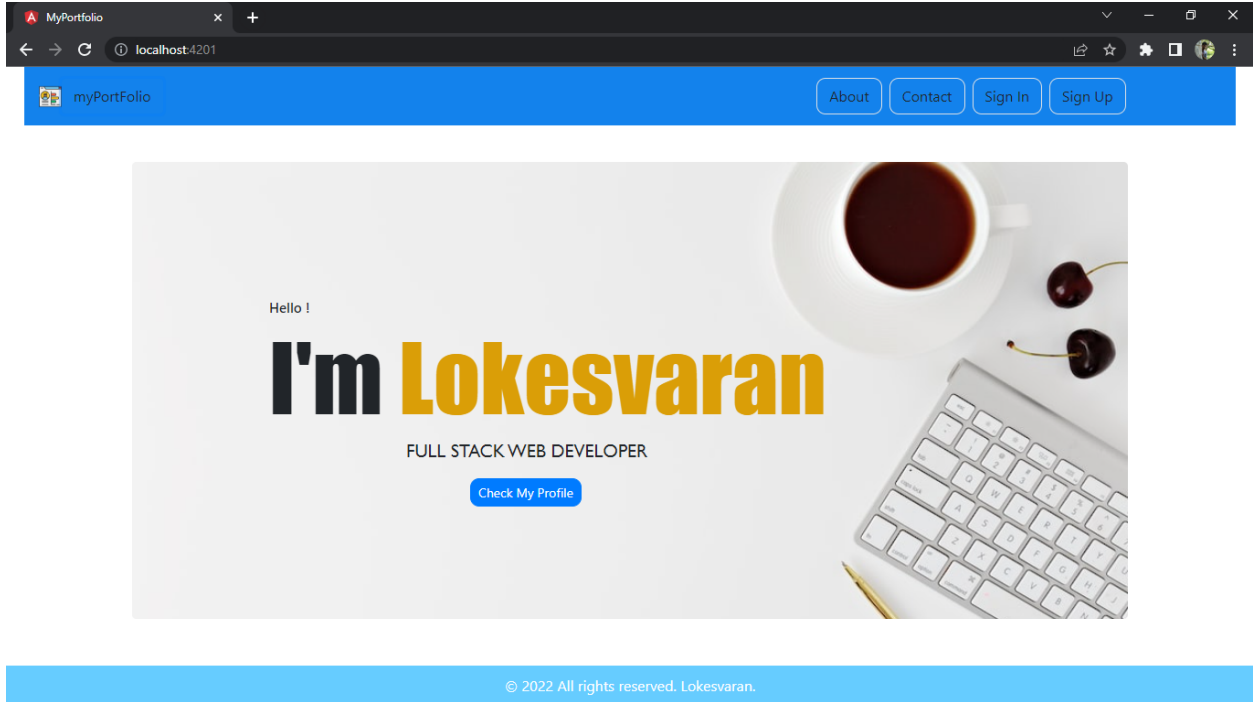 MyPortfolio
localhost:4201
myPortFolio
About Contact Sign In Sign Up
Hello !
I'm Lokesvaran
FULL STACK WEB DEVELOPER
Check My Profile
© 2022 All rights reserved. Lokesvaran.